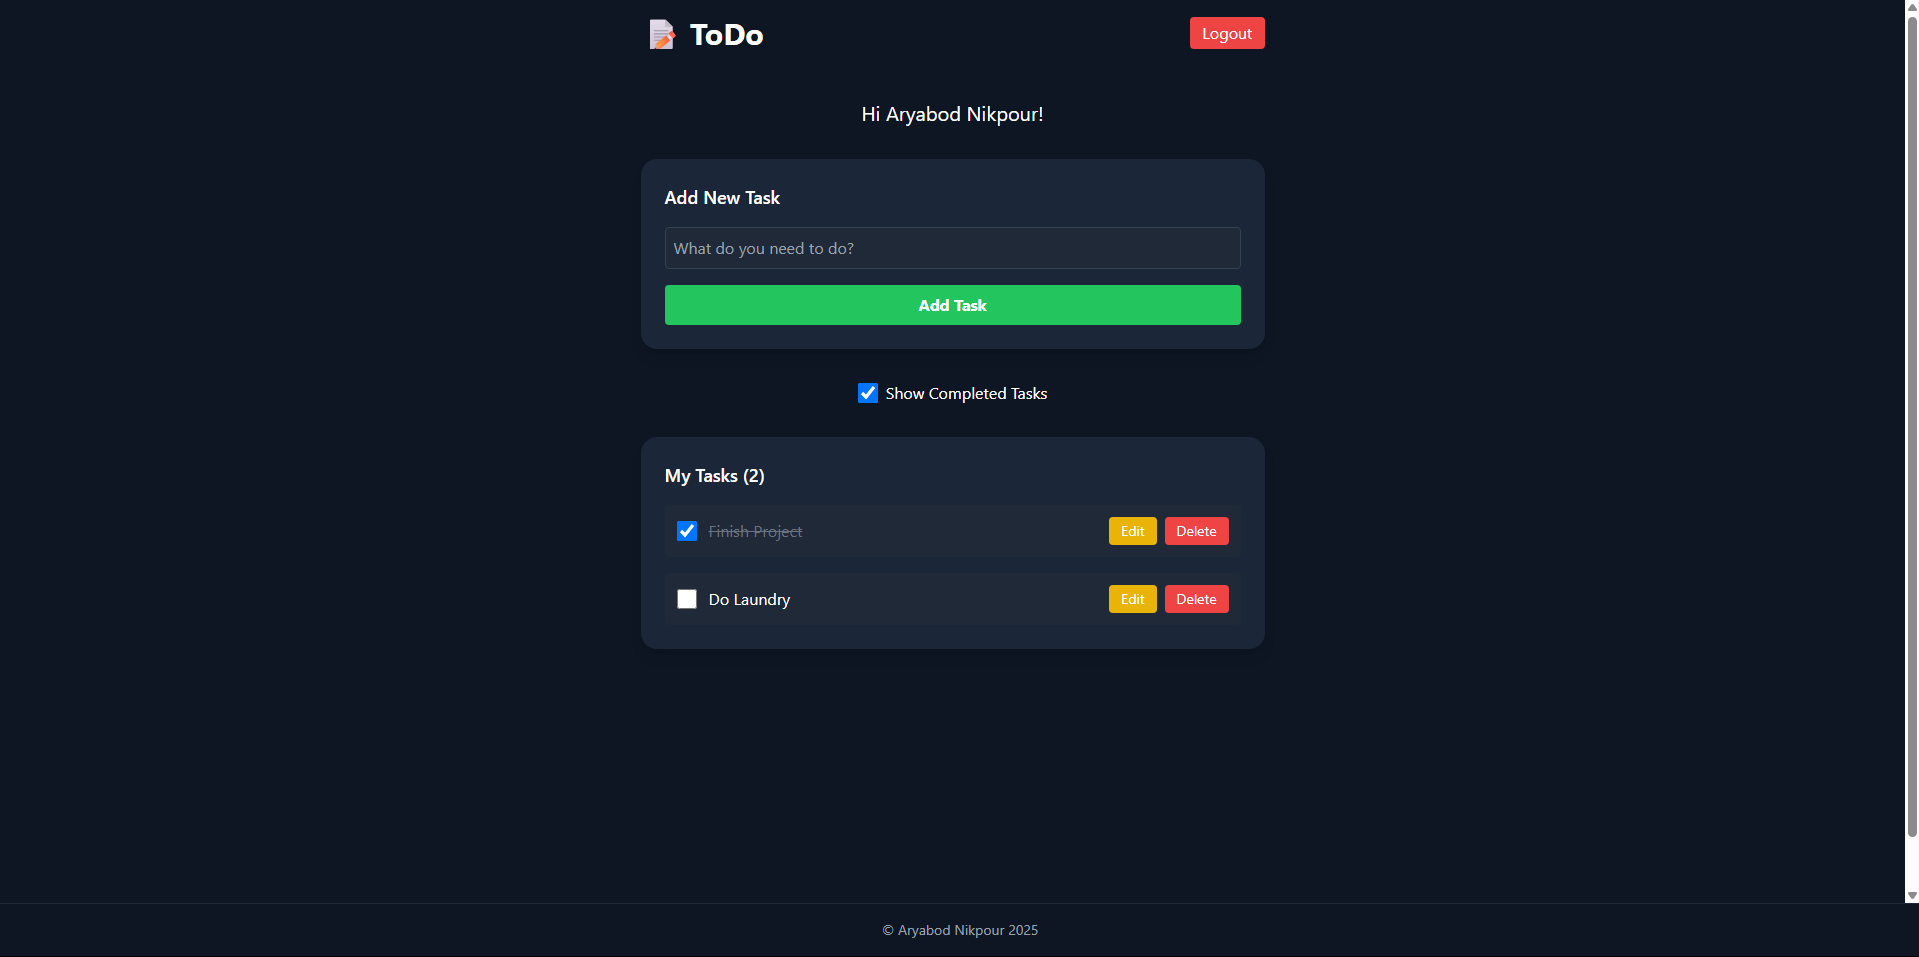 ToDo
Logout
Hi Aryabod Nikpour!
Add New Task
What do you need to do?
Add Task
Show Completed Tasks
My Tasks (2)
Finish Project
Edit
Delete
Do Laundry
Edit
Delete
© Aryabod Nikpour 2025